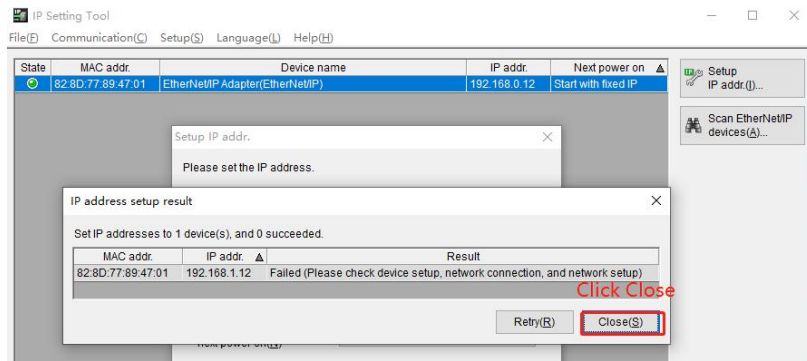 IP Setting Tool
File(F) Communication(C) Setup(S) Language(L) Help(H)
State MAC addr. Device name IP addr. Next power on
82:8D:77:89:47:01 EtherNet/IP Adapter(EtherNet/IP) 192.168.0.12 Start with fixed IP
Setup
IP addr.(I)...
Scan EtherNet/IP
devices(A)...
Setup IP addr.
Please set the IP address.
IP address setup result
Set IP addresses to 1 device(s), and 0 succeeded.
MAC addr. IP addr. Result
82:8D:77:89:47:01 192.168.1.12 Failed (Please check device setup, network connection, and network setup)
Click Close
Retry(R) Close(S)